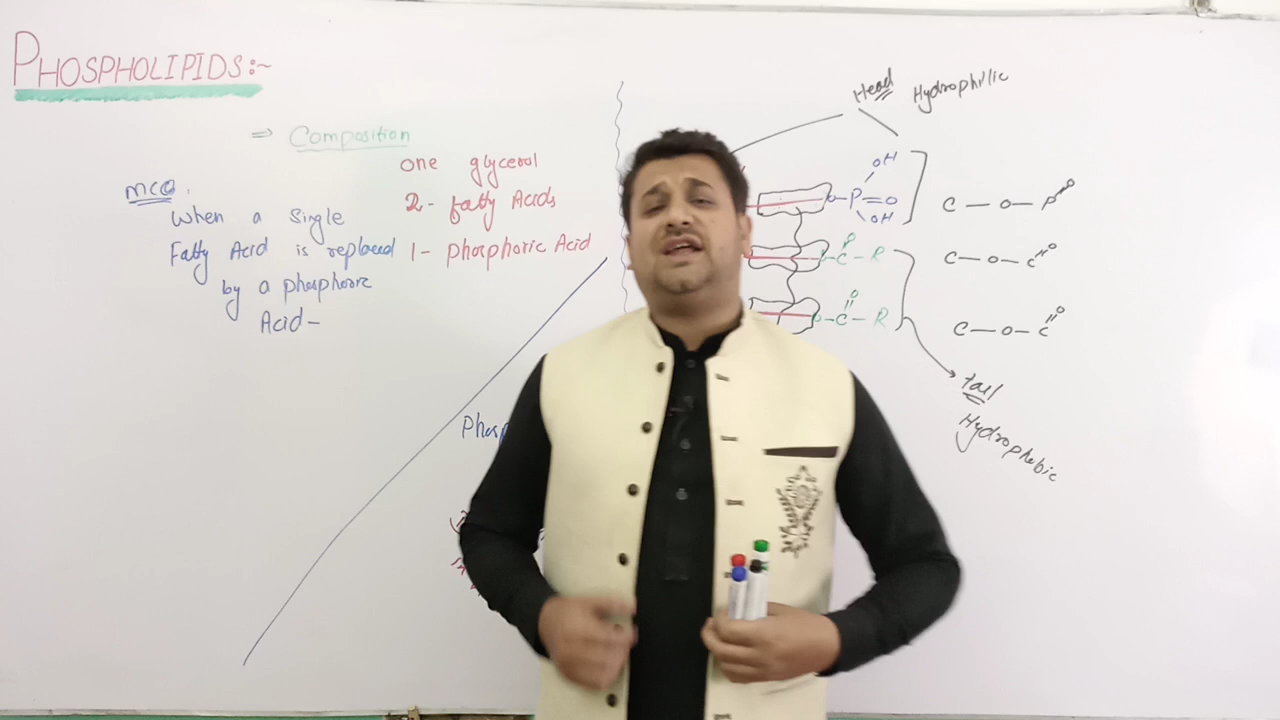 PHOSPHOLIPIDS:~
⇒ Composition
one glycerol
2- fatty Acids
1- Phosphoric Acid
MCQ.
When a Single
Fatty Acid is replaced
by a phosphoric
Acid-
Head Hydrophilic
OH
O-P=O
OH
O
C-R
O
O-C-R
C-O-P=O
C-O-C=O
C-O-C=O
tail
Hydrophobic